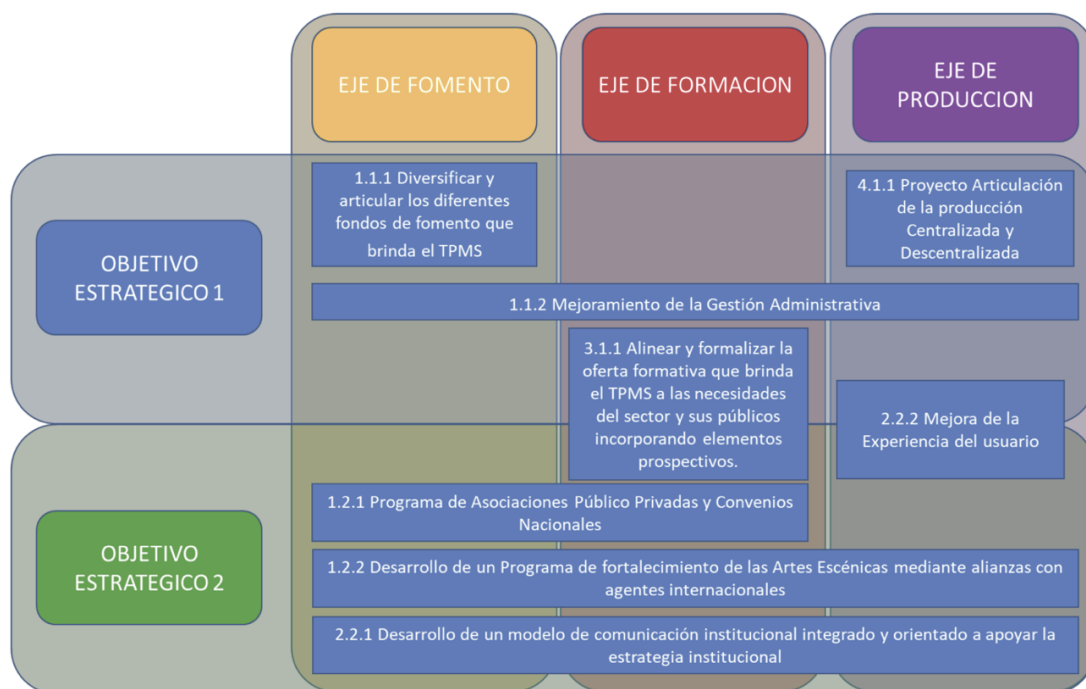 EJE DE FOMENTO
EJE DE FORMACION
EJE DE
PRODUCCION
OBJETIVO
ESTRATEGICO 1
1.1.1 Diversificar y
articular los diferentes
fondos de fomento que
brinda el TPMS
4.1.1 Proyecto Articulación
de la producción
Centralizada y
Descentralizada
1.1.2 Mejoramiento de la Gestión Administrativa
3.1.1 Alinear y formalizar la
oferta formativa que brinda
el TPMS a las necesidades
del sector y sus públicos
incorporando elementos
prospectivos.
2.2.2 Mejora de la
Experiencia del usuario
OBJETIVO
ESTRATEGICO 2
1.2.1 Programa de Asociaciones Público Privadas y Convenios
Nacionales
1.2.2 Desarrollo de un Programa de fortalecimiento de las Artes Escénicas mediante alianzas con
agentes internacionales
2.2.1 Desarrollo de un modelo de comunicación institucional integrado y orientado a apoyar la
estrategia institucional